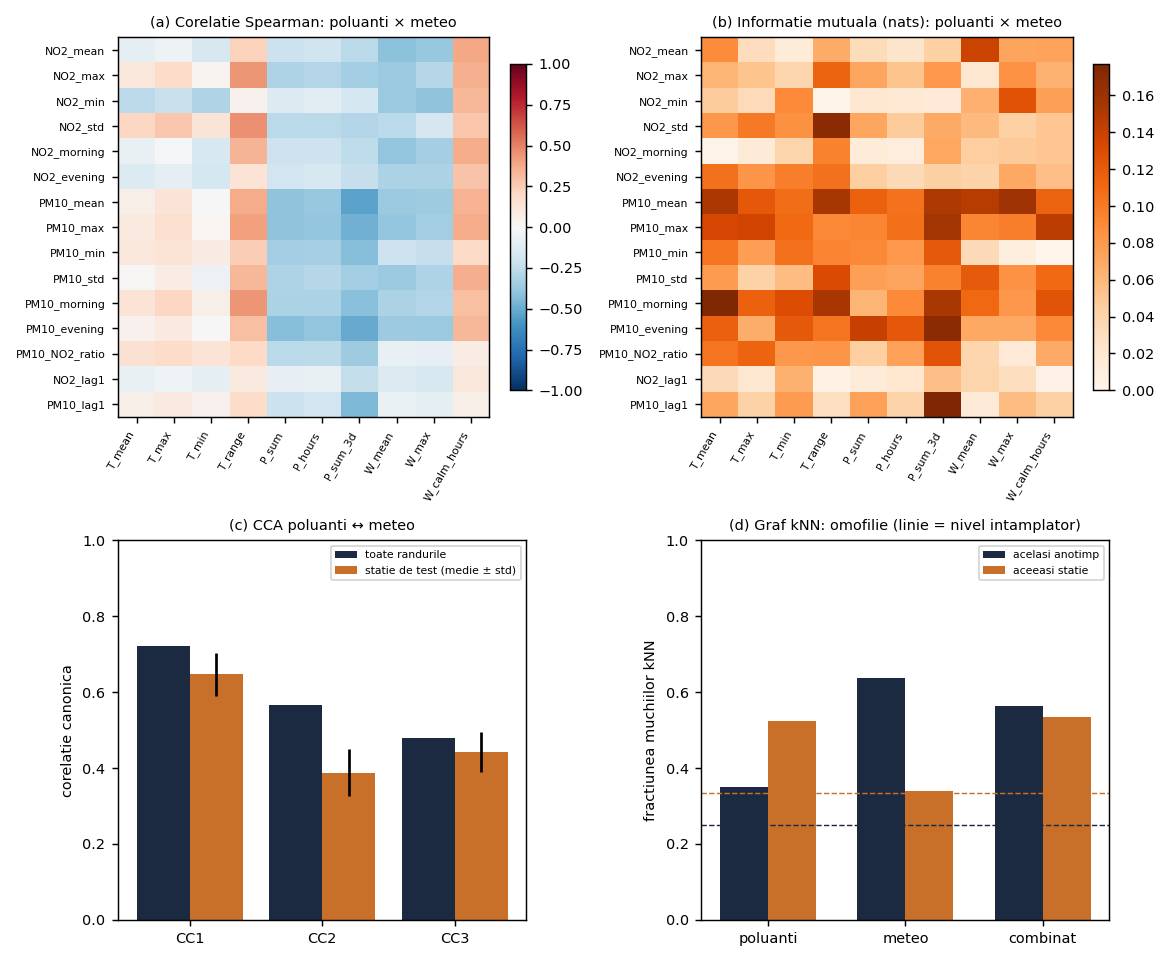 (a) Corelatie Spearman: poluanti × meteo
NO2_mean
NO2_max
NO2_min
NO2_std
NO2_morning
NO2_evening
PM10_mean
PM10_max
PM10_min
PM10_std
PM10_morning
PM10_evening
PM10_NO2_ratio
NO2_lag1
PM10_lag1
T_mean
T_max
T_min
T_range
P_sum
P_hours
P_sum_3d
W_mean
W_max
W_calm_hours
1.00
0.75
0.50
0.25
0.00
−0.25
−0.50
−0.75
−1.00
(b) Informatie mutuala (nats): poluanti × meteo
NO2_mean
NO2_max
NO2_min
NO2_std
NO2_morning
NO2_evening
PM10_mean
PM10_max
PM10_min
PM10_std
PM10_morning
PM10_evening
PM10_NO2_ratio
NO2_lag1
PM10_lag1
T_mean
T_max
T_min
T_range
P_sum
P_hours
P_sum_3d
W_mean
W_max
W_calm_hours
0.16
0.14
0.12
0.10
0.08
0.06
0.04
0.02
0.00
(c) CCA poluanti ↔ meteo
toate randurile
statie de test (medie ± std)
corelatie canonica
1.0
0.8
0.6
0.4
0.2
0.0
CC1
CC2
CC3
(d) Graf kNN: omofilie (linie = nivel intamplator)
acelasi anotimp
aceeasi statie
fractiunea muchiilor kNN
1.0
0.8
0.6
0.4
0.2
0.0
poluanti
meteo
combinat